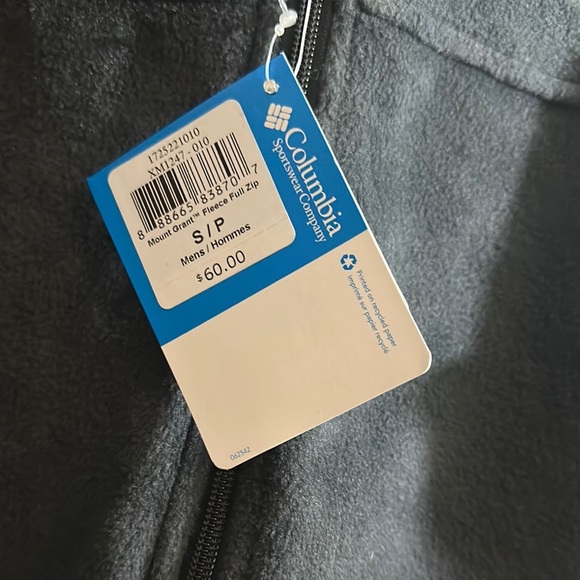 1725221010
XM1247 - 010
8 88665 83870 7
Mount Grant™ Fleece Full Zip
S / P
Mens / Hommes
$60.00
Columbia
Sportswear Company
Printed on recycled paper
Imprimé sur papier recyclé
062542